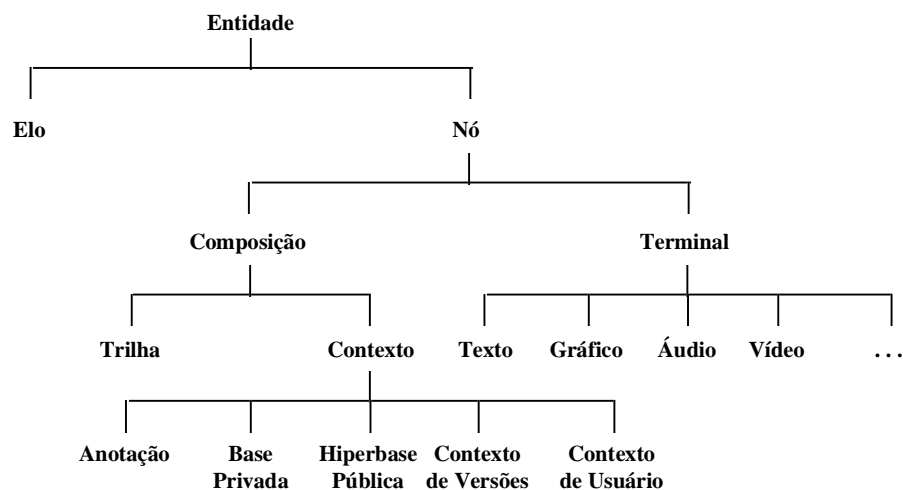 Entidade
Elo
Nó
Composição
Terminal
Trilha
Contexto
Texto
Gráfico
Áudio
Vídeo
. . .
Anotação
Base
Privada
Hiperbase
Pública
Contexto
de Versões
Contexto
de Usuário